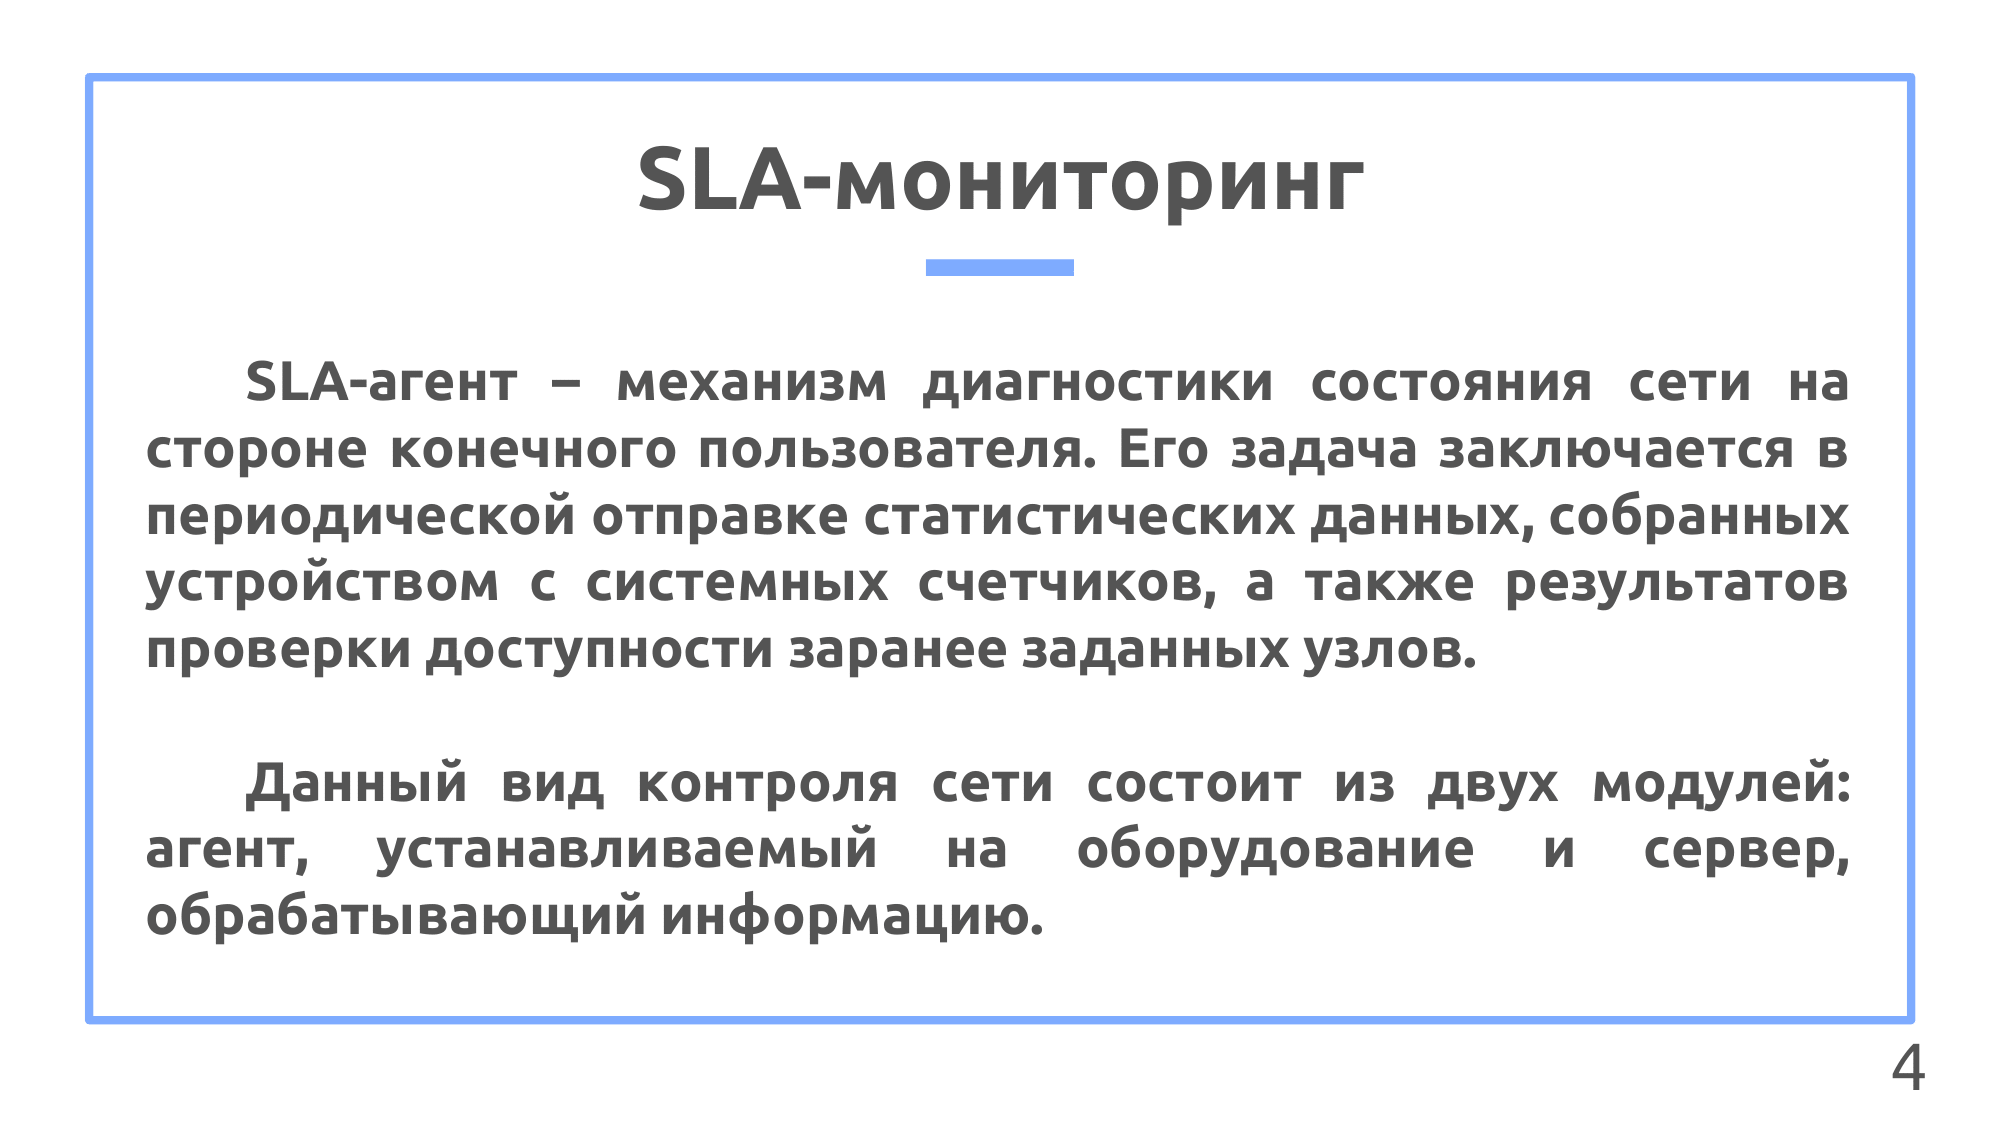 SLA-мониторинг
SLA-агент – механизм диагностики состояния сети на
стороне конечного пользователя. Его задача заключается в
периодической отправке статистических данных, собранных
устройством с системных счетчиков, а также результатов
проверки доступности заранее заданных узлов.
Данный вид контроля сети состоит из двух модулей:
агент, устанавливаемый на оборудование и сервер,
обрабатывающий информацию.
4